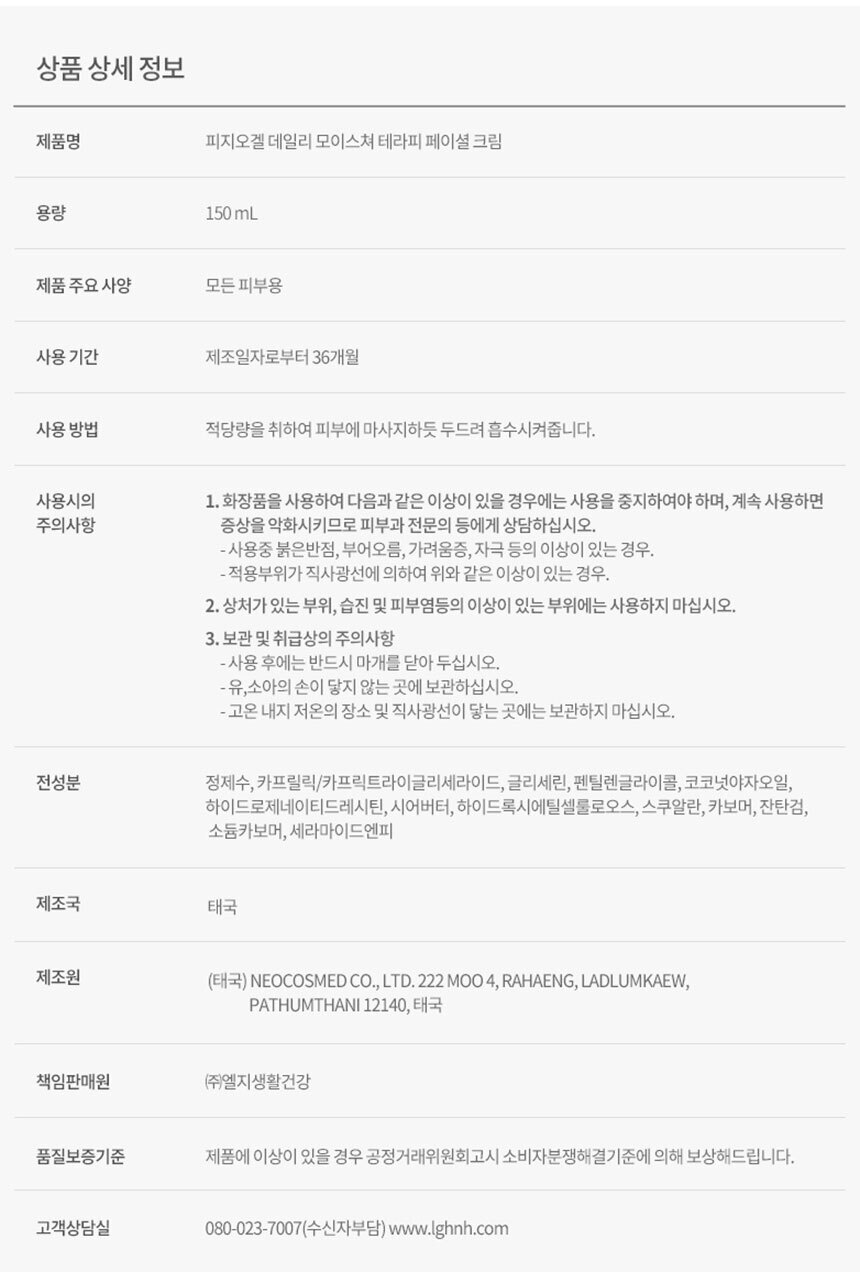 상품 상세 정보
제품명 피지오겔 데일리 모이스쳐 테라피 페이셜 크림
용량 150 mL
제품 주요 사양 모든 피부용
사용 기간 제조일자로부터 36개월
사용 방법 적당량을 취하여 피부에 마사지하듯 두드려 흡수시켜줍니다.
사용시의 1. 화장품을 사용하여 다음과 같은 이상이 있을 경우에는 사용을 중지하여야 하며, 계속 사용하면
주의사항 증상을 악화시키므로 피부과 전문의 등에게 상담하십시오.
- 사용중 붉은반점, 부어오름, 가려움증, 자극 등의 이상이 있는 경우.
- 적용부위가 직사광선에 의하여 위와 같은 이상이 있는 경우.
2. 상처가 있는 부위, 습진 및 피부염등의 이상이 있는 부위에는 사용하지 마십시오.
3. 보관 및 취급상의 주의사항
- 사용 후에는 반드시 마개를 닫아 두십시오.
- 유,소아의 손이 닿지 않는 곳에 보관하십시오.
- 고온 내지 저온의 장소 및 직사광선이 닿는 곳에는 보관하지 마십시오.
전성분 정제수, 카프릴릭/카프릭트라이글리세라이드, 글리세린, 펜틸렌글라이콜, 코코넛야자오일,
하이드로제네이티드레시틴, 시어버터, 하이드록시에틸셀룰로오스, 스쿠알란, 카보머, 잔탄검,
소듐카보머, 세라마이드엔피
제조국 태국
제조원 (태국) NEOCOSMED CO., LTD. 222 MOO 4, RAHAENG, LADLUMKAEW,
PATHUMTHANI 12140, 태국
책임판매원 ㈜엘지생활건강
품질보증기준 제품에 이상이 있을 경우 공정거래위원회고시 소비자분쟁해결기준에 의해 보상해드립니다.
고객상담실 080-023-7007(수신자부담) www.lghnh.com